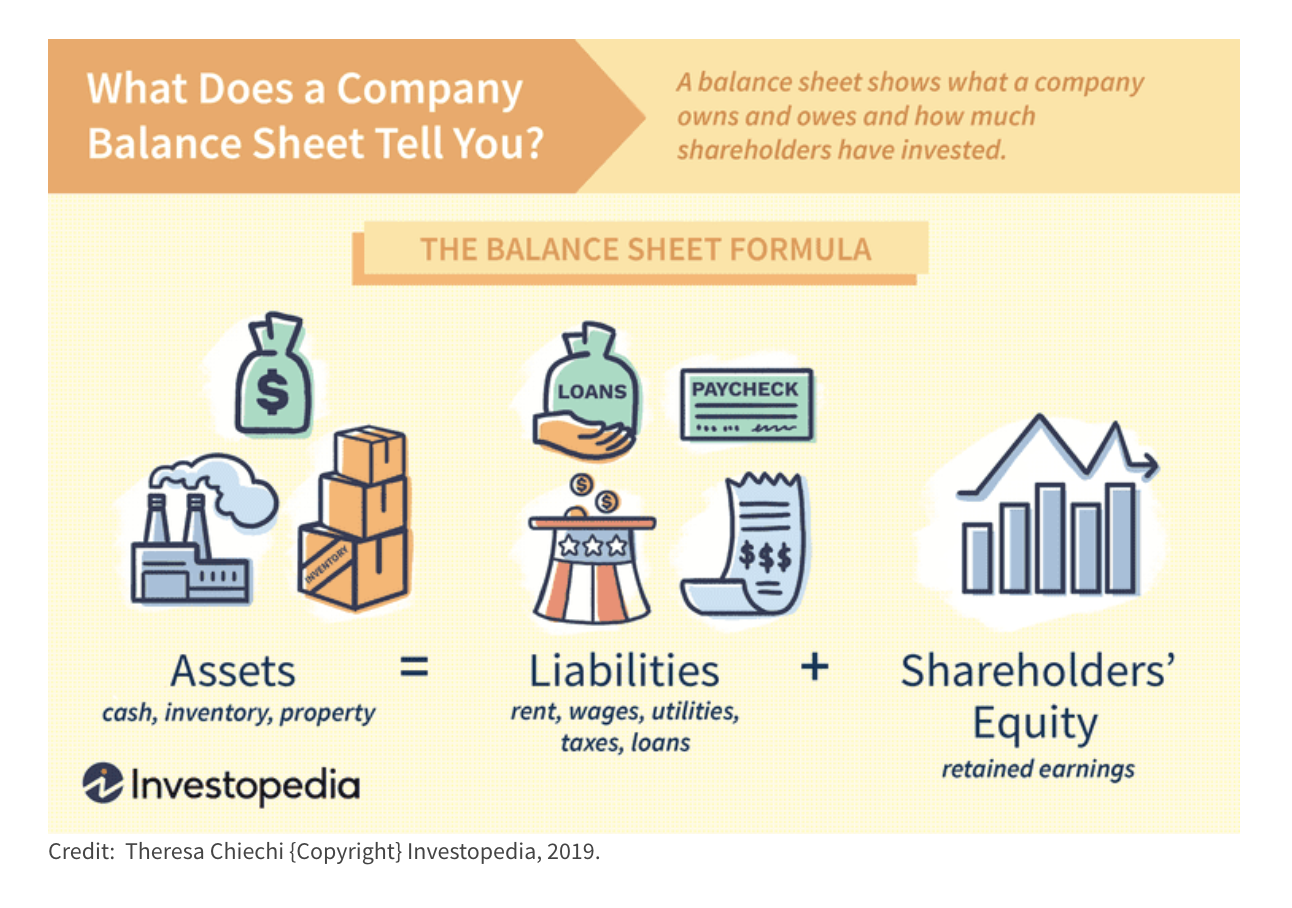 What Does a Company
Balance Sheet Tell You?
A balance sheet shows what a company
owns and owes and how much
shareholders have invested.
THE BALANCE SHEET FORMULA
$
INVENTORY
LOANS
PAYCHECK
$
$
$$$
Assets
cash, inventory, property
=
Liabilities
rent, wages, utilities,
taxes, loans
+
Shareholders’
Equity
retained earnings
Investopedia
Credit: Theresa Chiechi {Copyright} Investopedia, 2019.